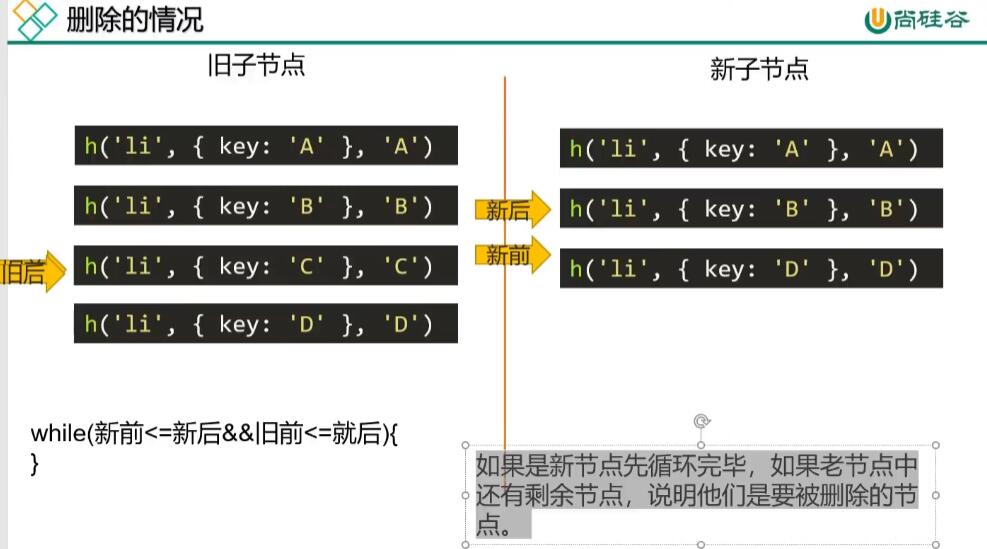 删除的情况
尚硅谷
旧子节点
新子节点
h('li', { key: 'A' }, 'A')
h('li', { key: 'B' }, 'B')
h('li', { key: 'C' }, 'C')
h('li', { key: 'D' }, 'D')
旧后
新后
新前
h('li', { key: 'A' }, 'A')
h('li', { key: 'B' }, 'B')
h('li', { key: 'D' }, 'D')
while(新前<=新后&&旧前<=就后){
}
如果是新节点先循环完毕，如果老节点中
还有剩余节点，说明他们是要被删除的节
点。